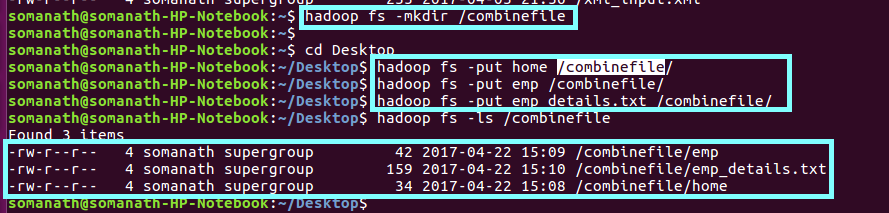 -rw-r--r-- 4 somanath supergroup 253 2017-04-03 21:50 /xml_input.xml
somanath@somanath-HP-Notebook:~$ hadoop fs -mkdir /combinefile
somanath@somanath-HP-Notebook:~$
somanath@somanath-HP-Notebook:~$ cd Desktop
somanath@somanath-HP-Notebook:~/Desktop$ hadoop fs -put home /combinefile/
somanath@somanath-HP-Notebook:~/Desktop$ hadoop fs -put emp /combinefile/
somanath@somanath-HP-Notebook:~/Desktop$ hadoop fs -put emp_details.txt /combinefile/
somanath@somanath-HP-Notebook:~/Desktop$ hadoop fs -ls /combinefile
Found 3 items
-rw-r--r-- 4 somanath supergroup 42 2017-04-22 15:09 /combinefile/emp
-rw-r--r-- 4 somanath supergroup 159 2017-04-22 15:10 /combinefile/emp_details.txt
-rw-r--r-- 4 somanath supergroup 34 2017-04-22 15:08 /combinefile/home
somanath@somanath-HP-Notebook:~/Desktop$